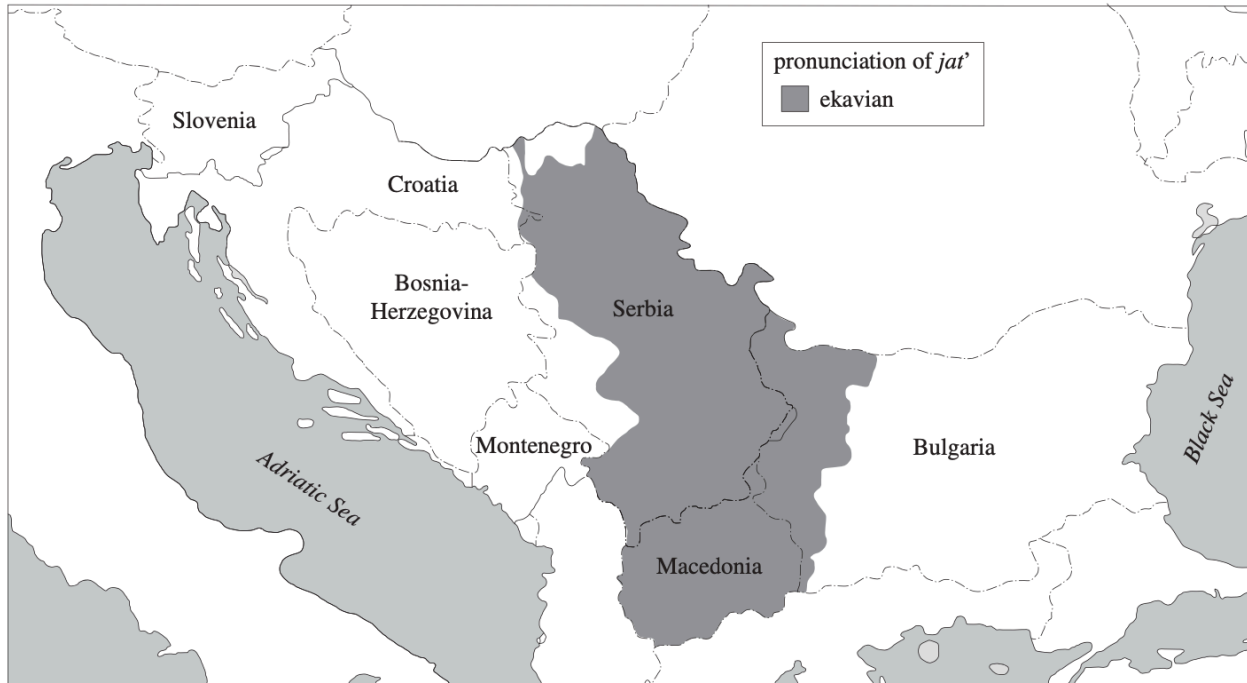 pronunciation of jat’
ekavian
Slovenia
Croatia
Bosnia-
Herzegovina
Serbia
Montenegro
Bulgaria
Black Sea
Adriatic Sea
Macedonia